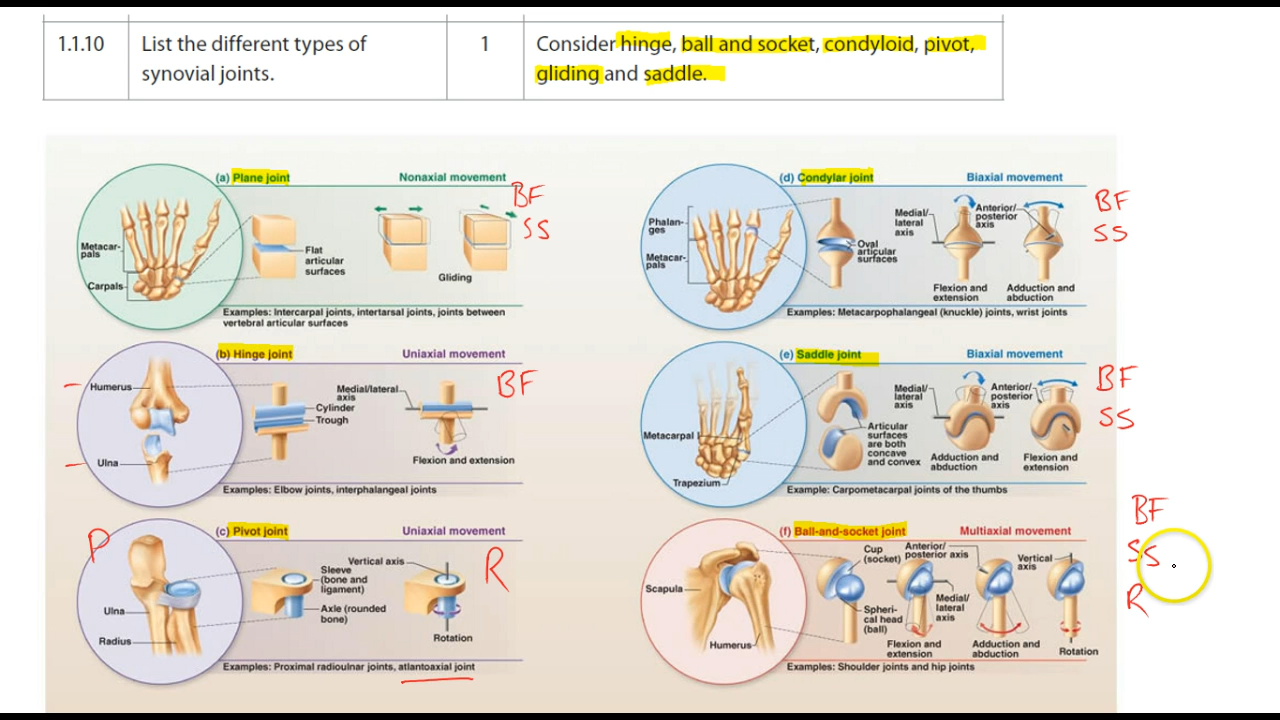 1.1.10
List the different types of
synovial joints.
1
Consider hinge, ball and socket, condyloid, pivot,
gliding and saddle.
(a) Plane joint
Nonaxial movement
BF
SS
Metacar-
pals
Carpals
Flat
articular
surfaces
Gliding
Examples: Intercarpal joints, intertarsal joints, joints between
vertebral articular surfaces
(b) Hinge joint
Uniaxial movement
BF
Humerus
Ulna
Medial/lateral
axis
Cylinder
Trough
Flexion and extension
Examples: Elbow joints, interphalangeal joints
(c) Pivot joint
Uniaxial movement
P
R
Ulna
Radius
Vertical axis
Sleeve
(bone and
ligament)
Axle (rounded
bone)
Rotation
Examples: Proximal radioulnar joints, atlantoaxial joint
(d) Condylar joint
Biaxial movement
BF
SS
Phalan-
ges
Metacar-
pals
Oval
articular
surfaces
Medial/
lateral
axis
Anterior/
posterior
axis
Flexion and
extension
Adduction and
abduction
Examples: Metacarpophalangeal (knuckle) joints, wrist joints
(e) Saddle joint
Biaxial movement
BF
SS
Metacarpal
Trapezium
Articular
surfaces
are both
concave
and convex
Medial/
lateral
axis
Anterior/
posterior
axis
Adduction and
abduction
Flexion and
extension
Example: Carpometacarpal joints of the thumbs
(f) Ball-and-socket joint
Multiaxial movement
BF
SS
R
Scapula
Humerus
Cup
(socket)
Spheri-
cal head
(ball)
Anterior/
posterior axis
Medial/
lateral
axis
Vertical
axis
Flexion and
extension
Adduction and
abduction
Rotation
Examples: Shoulder joints and hip joints